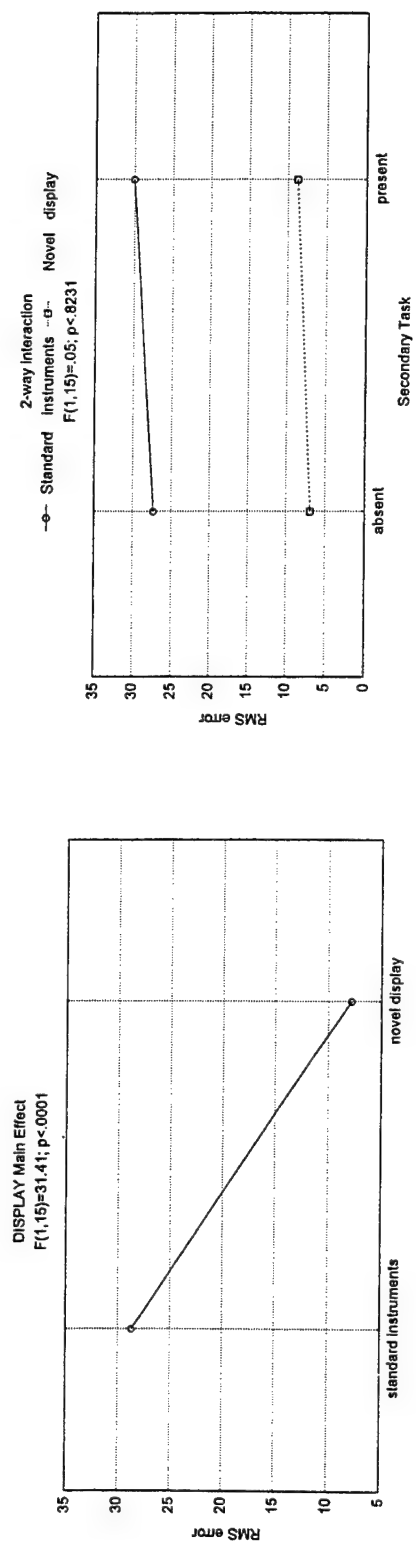 DISPLAY Main Effect
F(1,15)=31.41; p<.0001
35
30
25
20
15
10
5
RMS error
standard instruments
novel display
2-way interaction
Standard instruments Novel display
F(1,15)=.05; p<.8231
35
30
25
20
15
10
5
0
RMS error
absent
present
Secondary Task